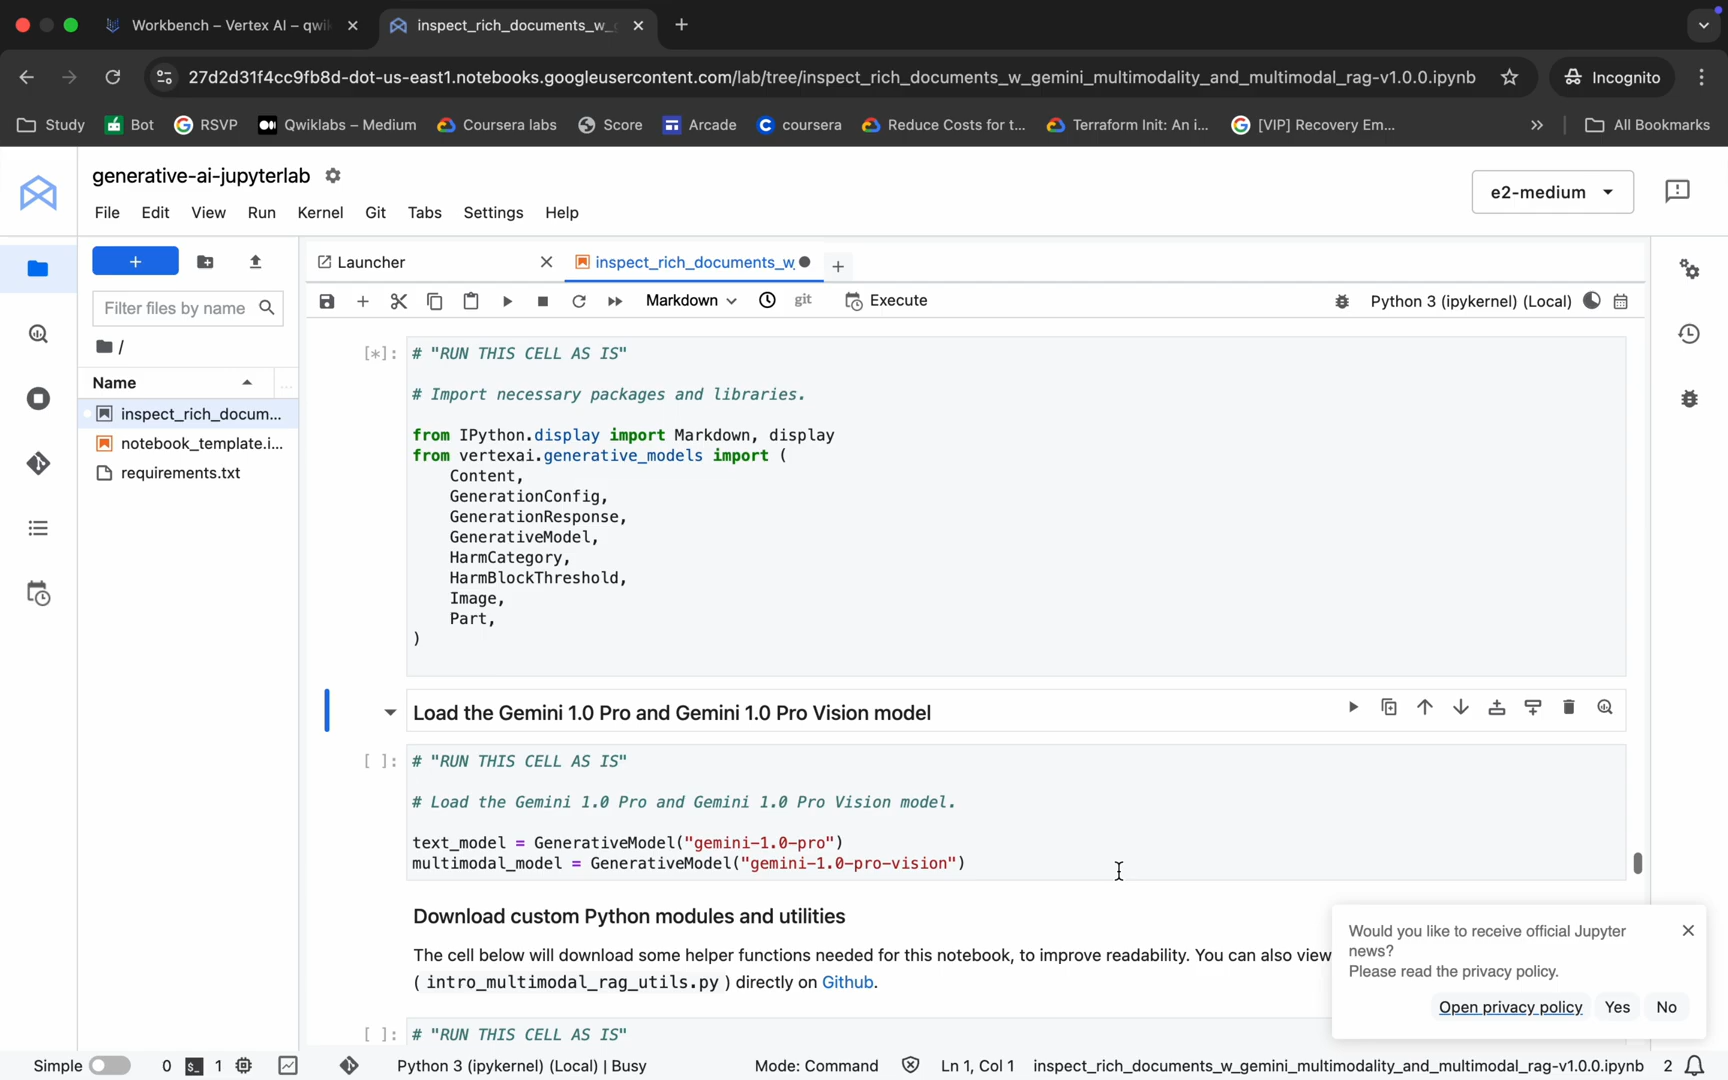 Workbench – Vertex AI – qwi
inspect_rich_documents_w_
27d2d31f4cc9fb8d-dot-us-east1.notebooks.googleusercontent.com/lab/tree/inspect_rich_documents_w_gemini_multimodality_and_multimodal_rag-v1.0.0.ipynb
Incognito
Study
Bot
RSVP
Qwiklabs – Medium
Coursera labs
Score
Arcade
coursera
Reduce Costs for t...
Terraform Init: An i...
[VIP] Recovery Em...
»
All Bookmarks
generative-ai-jupyterlab
e2-medium
File Edit View Run Kernel Git Tabs Settings Help
Launcher
inspect_rich_documents_w
Filter files by name
Markdown
git
Execute
Python 3 (ipykernel) (Local)
/
Name
...
inspect_rich_docum...
notebook_template.i...
requirements.txt
[*]:
# "RUN THIS CELL AS IS"
# Import necessary packages and libraries.
from IPython.display import Markdown, display
from vertexai.generative_models import (
Content,
GenerationConfig,
GenerationResponse,
GenerativeModel,
HarmCategory,
HarmBlockThreshold,
Image,
Part,
)
Load the Gemini 1.0 Pro and Gemini 1.0 Pro Vision model
[ ]:
# "RUN THIS CELL AS IS"
# Load the Gemini 1.0 Pro and Gemini 1.0 Pro Vision model.
text_model = GenerativeModel("gemini-1.0-pro")
multimodal_model = GenerativeModel("gemini-1.0-pro-vision")
Download custom Python modules and utilities
The cell below will download some helper functions needed for this notebook, to improve readability. You can also view
( intro_multimodal_rag_utils.py ) directly on Github.
[ ]:
# "RUN THIS CELL AS IS"
Would you like to receive official Jupyter
news?
Please read the privacy policy.
Open privacy policy
Yes
No
Simple
0
1
Python 3 (ipykernel) (Local) | Busy
Mode: Command
Ln 1, Col 1
inspect_rich_documents_w_gemini_multimodality_and_multimodal_rag-v1.0.0.ipynb
2